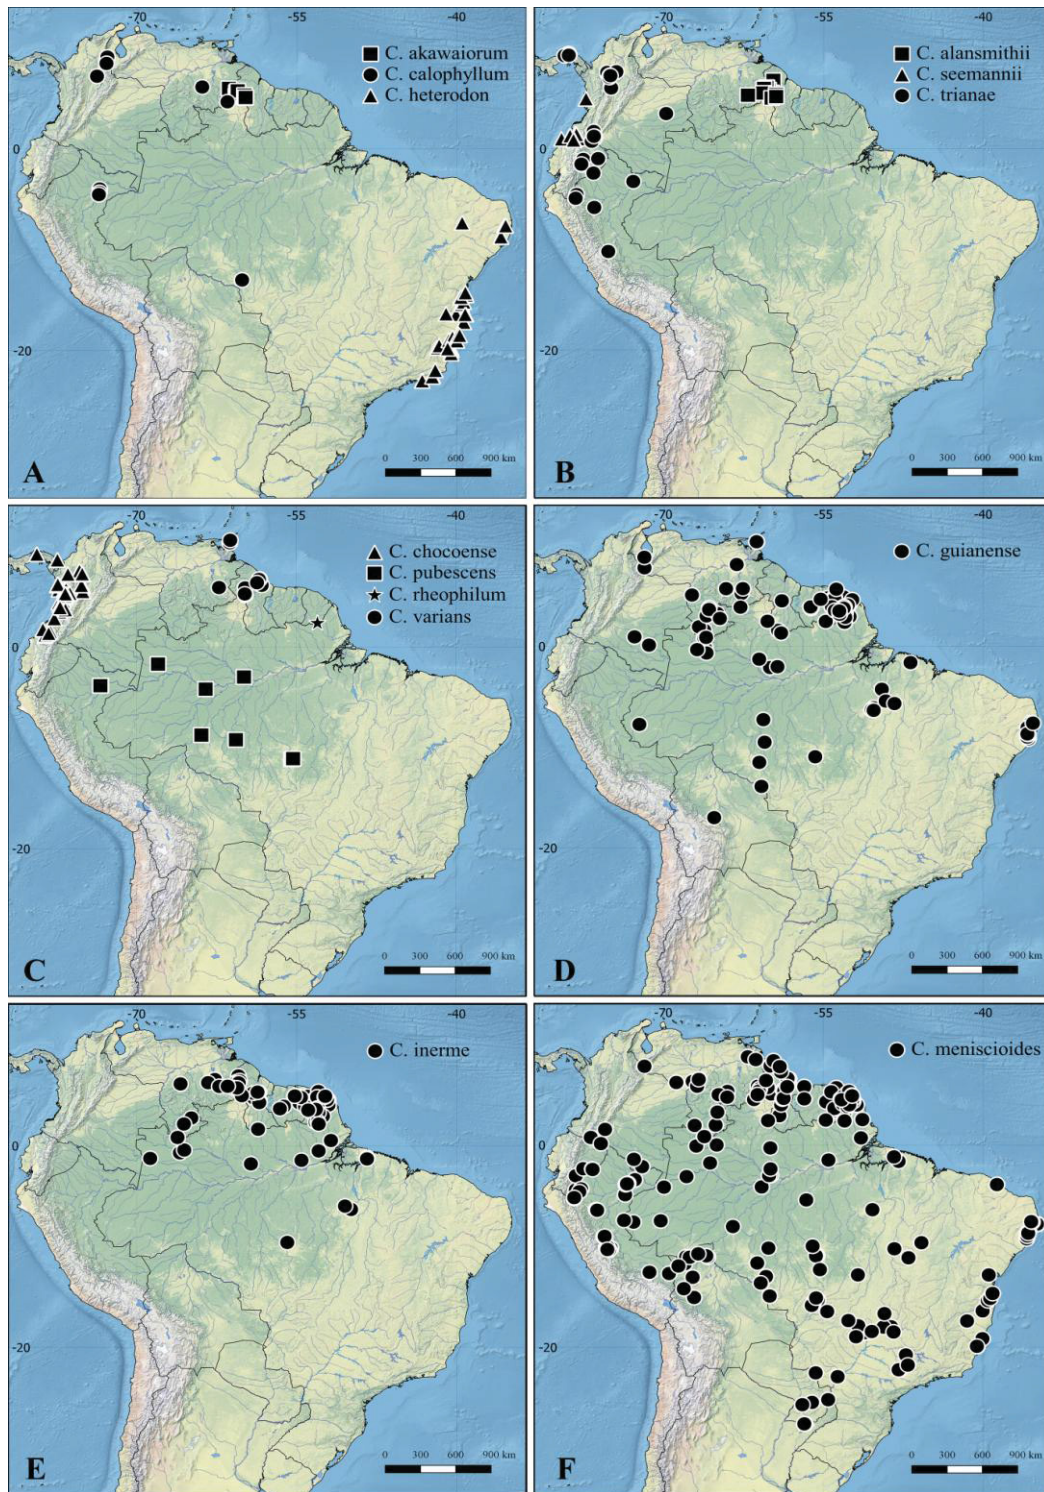 -70 -55 -40
C. akawaiorum
C. calophyllum
C. heterodon
0
-20
0 300 600 900 km
A
-70 -55 -40
C. alansmithii
C. seemannii
C. trianae
0
-20
0 300 600 900 km
B
-70 -55 -40
C. chocoense
C. pubescens
C. rheophilum
C. varians
0
-20
0 300 600 900 km
C
-70 -55 -40
C. guianense
0
-20
0 300 600 900 km
D
-70 -55 -40
C. inerme
0
-20
0 300 600 900 km
E
-70 -55 -40
C. meniscioides
0
-20
0 300 600 900 km
F